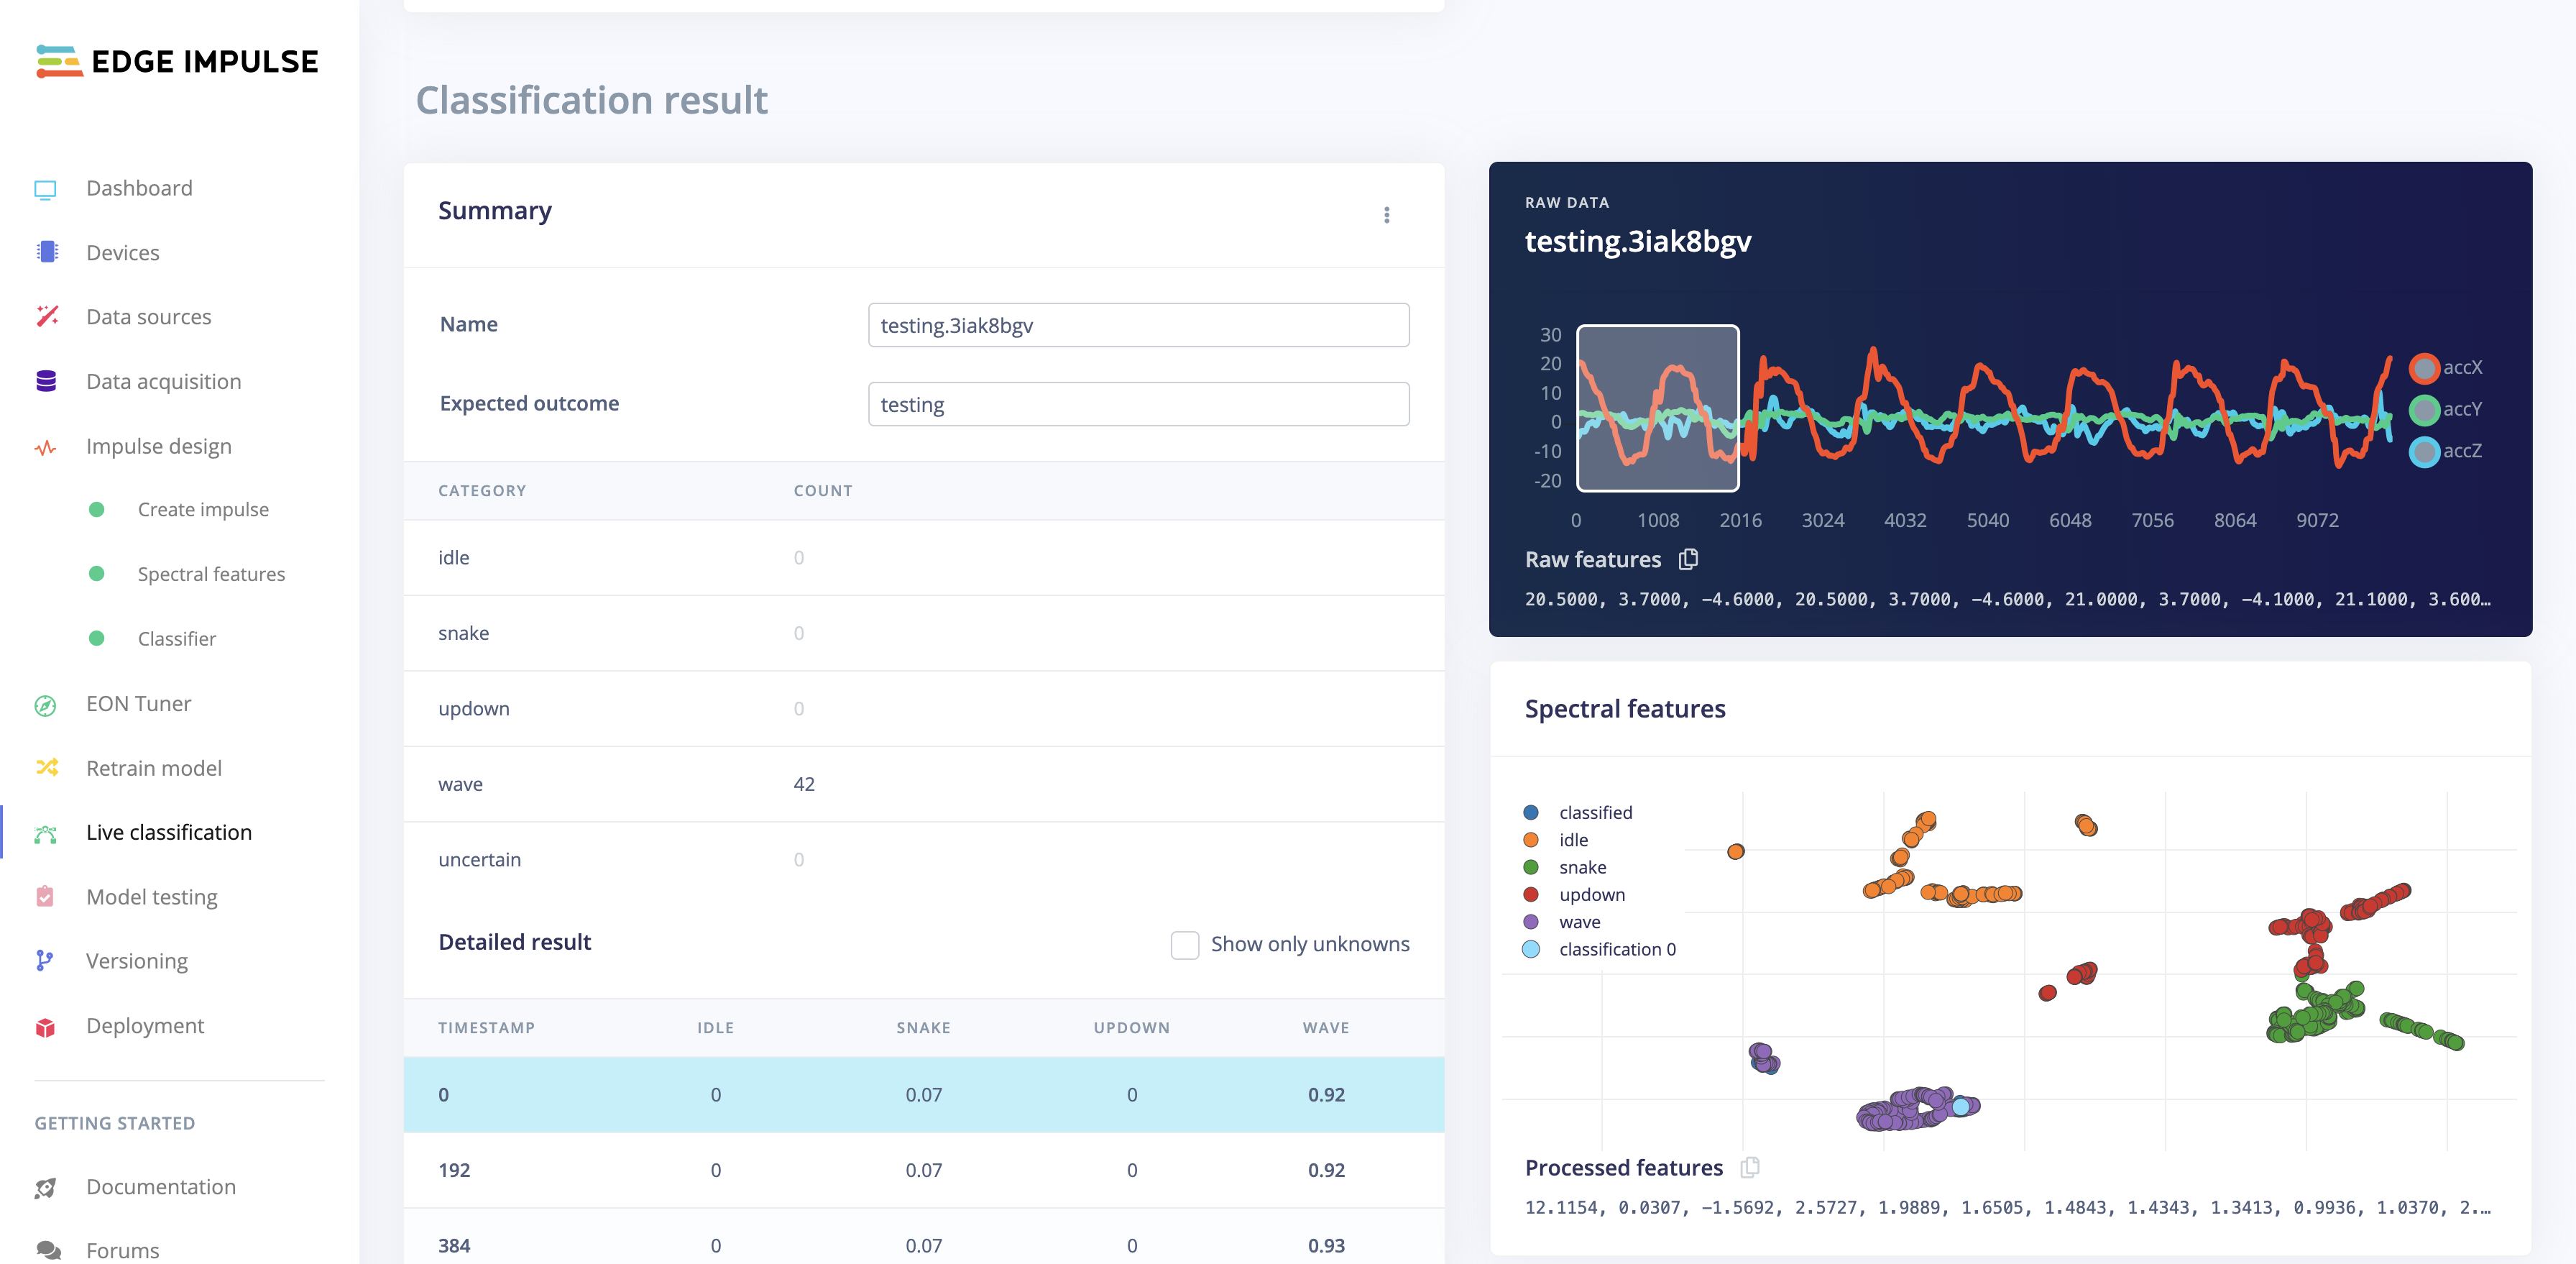 EDGE IMPULSE
Dashboard
Devices
Data sources
Data acquisition
Impulse design
Create impulse
Spectral features
Classifier
EON Tuner
Retrain model
Live classification
Model testing
Versioning
Deployment
GETTING STARTED
Documentation
Forums
Classification result
Summary
Name testing.3iak8bgv
Expected outcome testing
CATEGORY COUNT
idle 0
snake 0
updown 0
wave 42
uncertain 0
Detailed result Show only unknowns
TIMESTAMP IDLE SNAKE UPDOWN WAVE
0 0 0.07 0 0.92
192 0 0.07 0 0.92
384 0 0.07 0 0.93
RAW DATA
testing.3iak8bgv
30
20
10
0
-10
-20
0 1008 2016 3024 4032 5040 6048 7056 8064 9072
accX
accY
accZ
Raw features
20.5000, 3.7000, -4.6000, 20.5000, 3.7000, -4.6000, 21.0000, 3.7000, -4.1000, 21.1000, 3.600…
Spectral features
classified
idle
snake
updown
wave
classification 0
Processed features
12.1154, 0.0307, -1.5692, 2.5727, 1.9889, 1.6505, 1.4843, 1.4343, 1.3413, 0.9936, 1.0370, 2.…